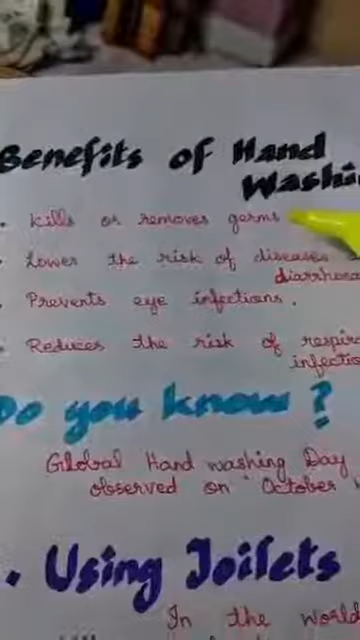 Benefits of Hand
Washi
• Kills or removes germs
• Lower the risk of diseases
diarrhoea
• Prevents eye infections.
• Reduces the risk of respira
infectio
Do you know?
Global Hand washing Day
observed on October
• Using Toilets
In the world